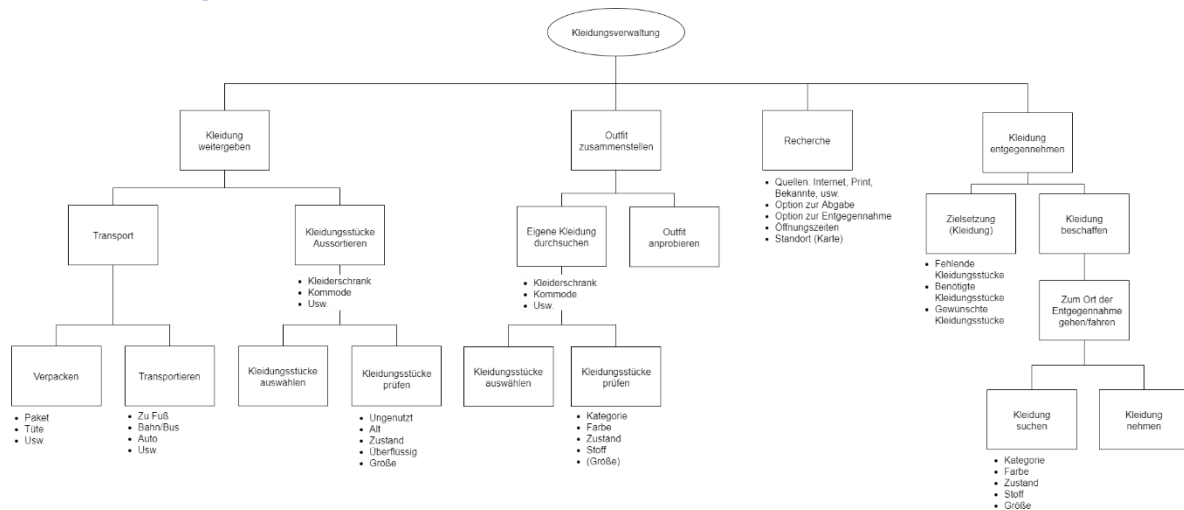 Kleidungsverwaltung
Kleidung
weitergeben
Outfit
zusammenstellen
Recherche
Kleidung
entgegennehmen
• Quellen: Internet, Print,
Bekannte, usw.
• Option zur Abgabe
• Option zur Entgegennahme
• Öffnungszeiten
• Standort (Karte)
Transport
Kleidungsstücke
Aussortieren
• Kleiderschrank
• Kommode
• Usw.
Eigene Kleidung
durchsuchen
• Kleiderschrank
• Kommode
• Usw.
Outfit
anprobieren
Zielsetzung
(Kleidung)
• Fehlende
Kleidungsstücke
• Benötigte
Kleidungsstücke
• Gewünschte
Kleidungsstücke
Kleidung
beschaffen
Zum Ort der
Entgegennahme
gehen/fahren
Verpacken
• Paket
• Tüte
• Usw.
Transportieren
• Zu Fuß
• Bahn/Bus
• Auto
• Usw.
Kleidungsstücke
auswählen
Kleidungsstücke
prüfen
• Ungenutzt
• Alt
• Zustand
• Überflüssig
• Größe
Kleidungsstücke
auswählen
Kleidungsstücke
prüfen
• Kategorie
• Farbe
• Zustand
• Stoff
• (Größe)
Kleidung
suchen
• Kategorie
• Farbe
• Zustand
• Stoff
• Größe
Kleidung
nehmen